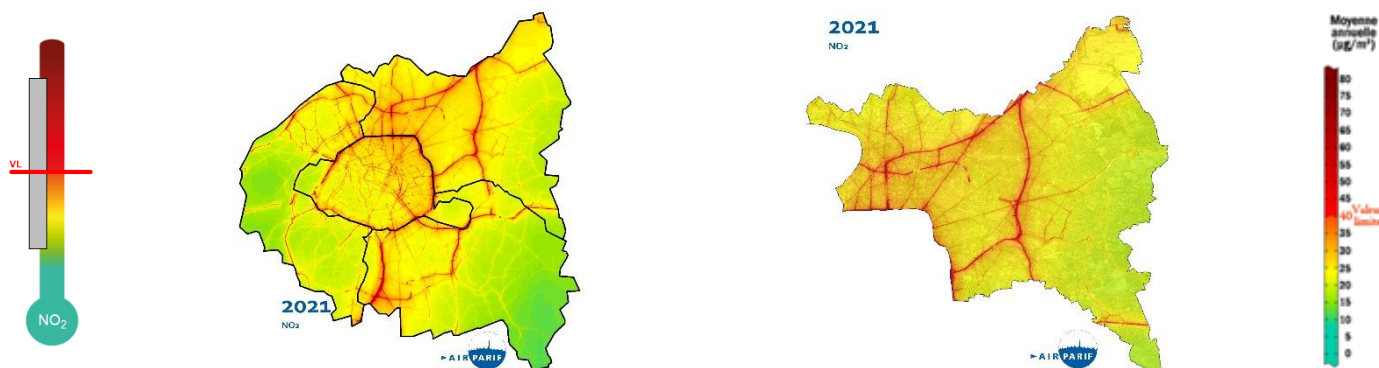 VL
NO₂
2021
NO₂
AIRPARIF
2021
NO₂
AIRPARIF
Moyenne
annuelle
(µg/m³)
80
75
70
65
60
55
50
45
40 Valeur
limite
35
30
25
20
15
10
5
0